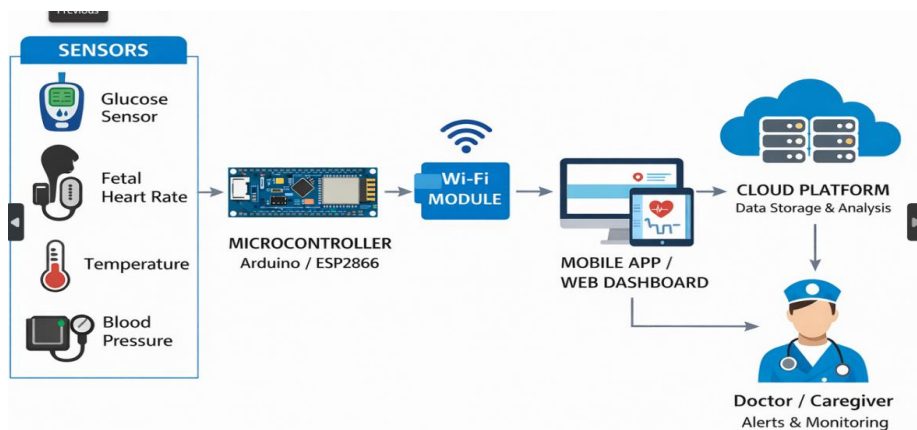 Previous
SENSORS
Glucose
Sensor
Fetal
Heart Rate
Temperature
Blood
Pressure
MICROCONTROLLER
Arduino / ESP2866
Wi-Fi
MODULE
MOBILE APP /
WEB DASHBOARD
CLOUD PLATFORM
Data Storage & Analysis
Doctor / Caregiver
Alerts & Monitoring